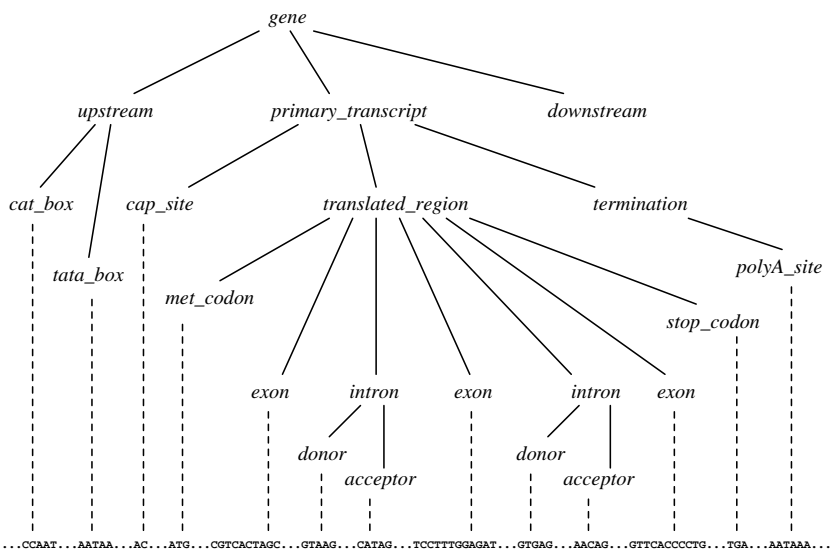 gene
upstream primary_transcript downstream
cat_box cap_site translated_region termination
tata_box polyA_site
met_codon
stop_codon
exon intron exon intron exon
donor donor
acceptor acceptor
...CCAAT...AATAA...AC...ATG...CGTCACTAGC...GTAAG...CATAG...TCCTTTGGAGAT...GTGAG...AACAG...GTTCACCCCTG...TGA...AATAAA...